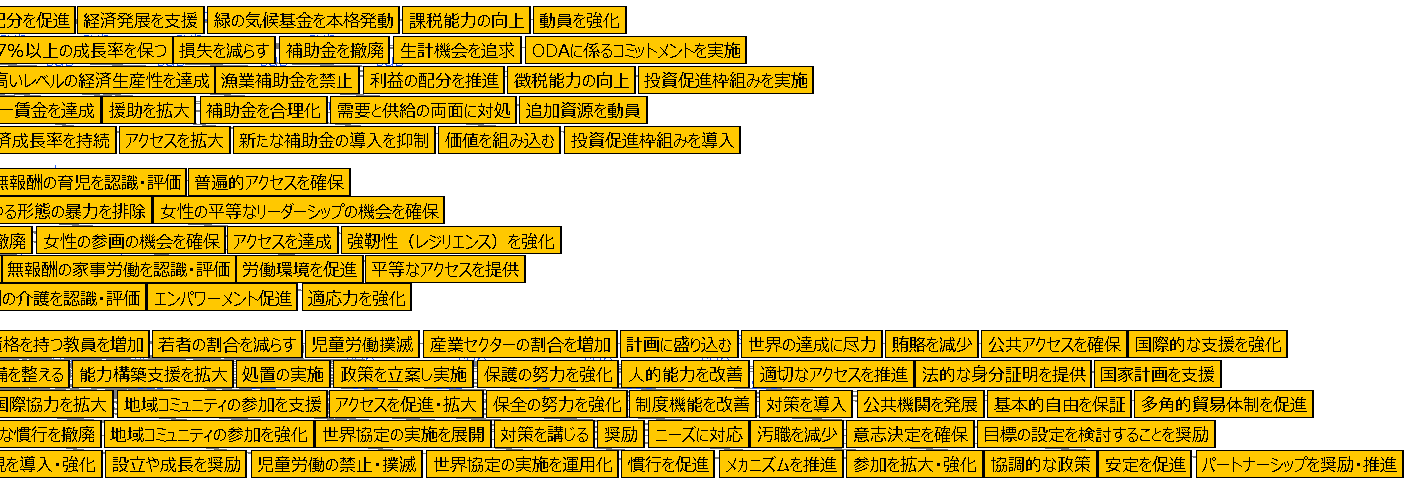 配分を促進 経済発展を支援 緑の気候基金を本格発動 課税能力の向上 動員を強化
7%以上の成長率を保つ 損失を減らす 補助金を撤廃 生計機会を追求 ODAに係るコミットメントを実施
高いレベルの経済生産性を達成 漁業補助金を禁止 利益の配分を推進 徴税能力の向上 投資促進枠組みを実施
一賃金を達成 援助を拡大 補助金を合理化 需要と供給の両面に対処 追加資源を動員
済成長率を持続 アクセスを拡大 新たな補助金の導入を抑制 価値を組み込む 投資促進枠組みを導入
無報酬の育児を認識・評価 普遍的アクセスを確保
ゆる形態の暴力を排除 女性の平等なリーダーシップの機会を確保
撤廃 女性の参画の機会を確保 アクセスを達成 強靭性（レジリエンス）を強化
無報酬の家事労働を認識・評価 労働環境を促進 平等なアクセスを提供
の介護を認識・評価 エンパワーメント促進 適応力を強化
資格を持つ教員を増加 若者の割合を減らす 児童労働撲滅 産業セクターの割合を増加 計画に盛り込む 世界の達成に尽力 賄賂を減少 公共アクセスを確保 国際的な支援を強化
備を整える 能力構築支援を拡大 処置の実施 政策を立案し実施 保護の努力を強化 人的能力を改善 適切なアクセスを推進 法的な身分証明を提供 国家計画を支援
国際協力を拡大 地域コミュニティの参加を支援 アクセスを促進・拡大 保全の努力を強化 制度機能を改善 対策を導入 公共機関を発展 基本的自由を保証 多角的貿易体制を促進
な慣行を撤廃 地域コミュニティの参加を強化 世界協定の実施を展開 対策を講じる 奨励 ニーズに対応 汚職を減少 意志決定を確保 目標の設定を検討することを奨励
を導入・強化 設立や成長を奨励 児童労働の禁止・撲滅 世界協定の実施を運用化 慣行を促進 メカニズムを推進 参加を拡大・強化 協調的な政策 安定を促進 パートナーシップを奨励・推進